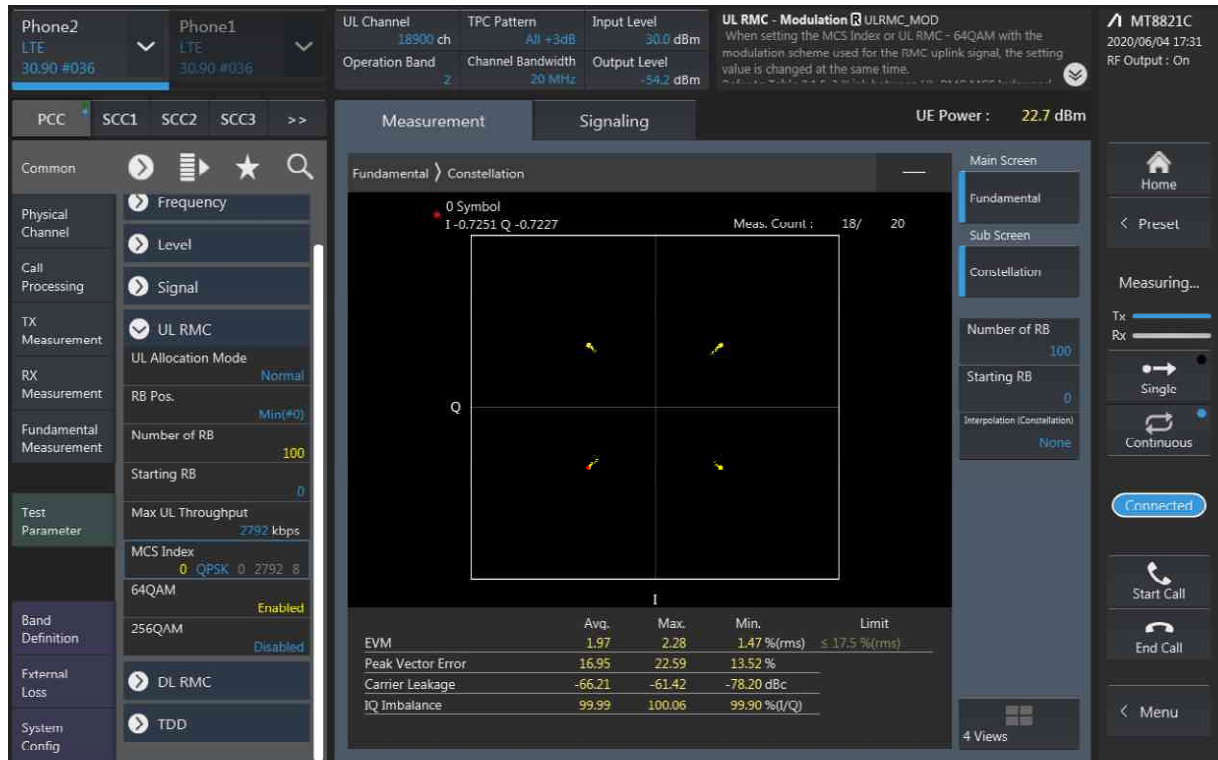 Phone2
LTE
30.90 #036
Phone1
LTE
30.90 #036
UL Channel
18900 ch
TPC Pattern
All +3dB
Input Level
30.0 dBm
Operation Band
2
Channel Bandwidth
20 MHz
Output Level
-54.2 dBm
UL RMC - Modulation R ULRMC_MOD
When setting the MCS Index or UL RMC -
64QAM with the
modulation scheme used for the RMC uplink signal, the setting
value is changed at the same time.
MT8821C
2020/06/04 17:31
RF Output : On
PCC
SCC1
SCC2
SCC3
>>
Measurement
Signaling
UE Power : 22.7 dBm
Common
Physical
Channel
Call
Processing
TX
Measurement
RX
Measurement
Fundamental
Measurement
Test
Parameter
Band
Definition
External
Loss
System
Config
Frequency
Level
Signal
UL RMC
UL Allocation Mode
Normal
RB Pos.
Min(#0)
Number of RB
100
Starting RB
0
Max UL Throughput
2792 kbps
MCS Index
0 QPSK 0 2792 8
64QAM
Enabled
256QAM
Disabled
DL RMC
TDD
Fundamental 〉 Constellation
0 Symbol
I -0.7251 Q -0.7227
Meas. Count : 18/ 20
Q
I
Avg. Max. Min. Limit
EVM 1.97 2.28 1.47 %(rms) ≤ 17.5 %(rms)
Peak Vector Error 16.95 22.59 13.52 %
Carrier Leakage -66.21 -61.42 -78.20 dBc
IQ Imbalance 99.99 100.06 99.90 %(I/Q)
Main Screen
Fundamental
Sub Screen
Constellation
Number of RB
100
Starting RB
0
Interpolation (Constellation)
None
4 Views
Home
< Preset
Measuring...
Tx
Rx
Single
Continuous
Connected
Start Call
End Call
< Menu